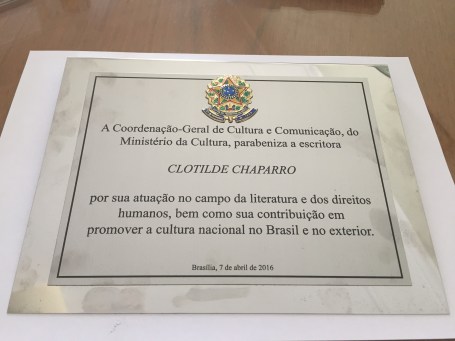 A Coordenação-Geral de Cultura e Comunicação, do
Ministério da Cultura, parabeniza a escritora
CLOTILDE CHAPARRO
por sua atuação no campo da literatura e dos direitos
humanos, bem como sua contribuição em
promover a cultura nacional no Brasil e no exterior.
Brasília, 7 de abril de 2016